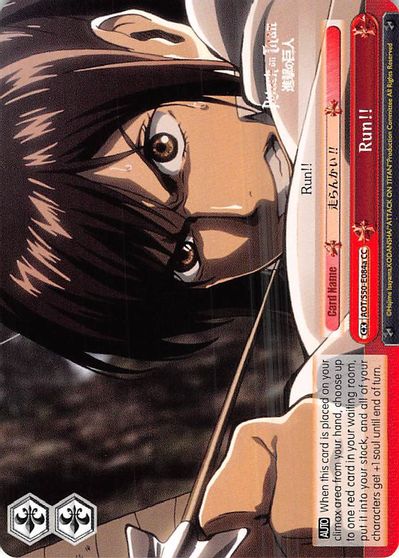 Attack on Titan
進撃の巨人
Run!!
走らんかい!!
Card Name
Run!!
©Hajime Isayama,KODANSHA/"ATTACK ON TITAN"Production Committee All Rights Reserved
CX AOT/S50-E084a CC
AUTO When this card is placed on your
climax area from your hand, choose up
to one red card in your waiting room,
put it into your stock, and all of your
characters get +1 soul until end of turn.